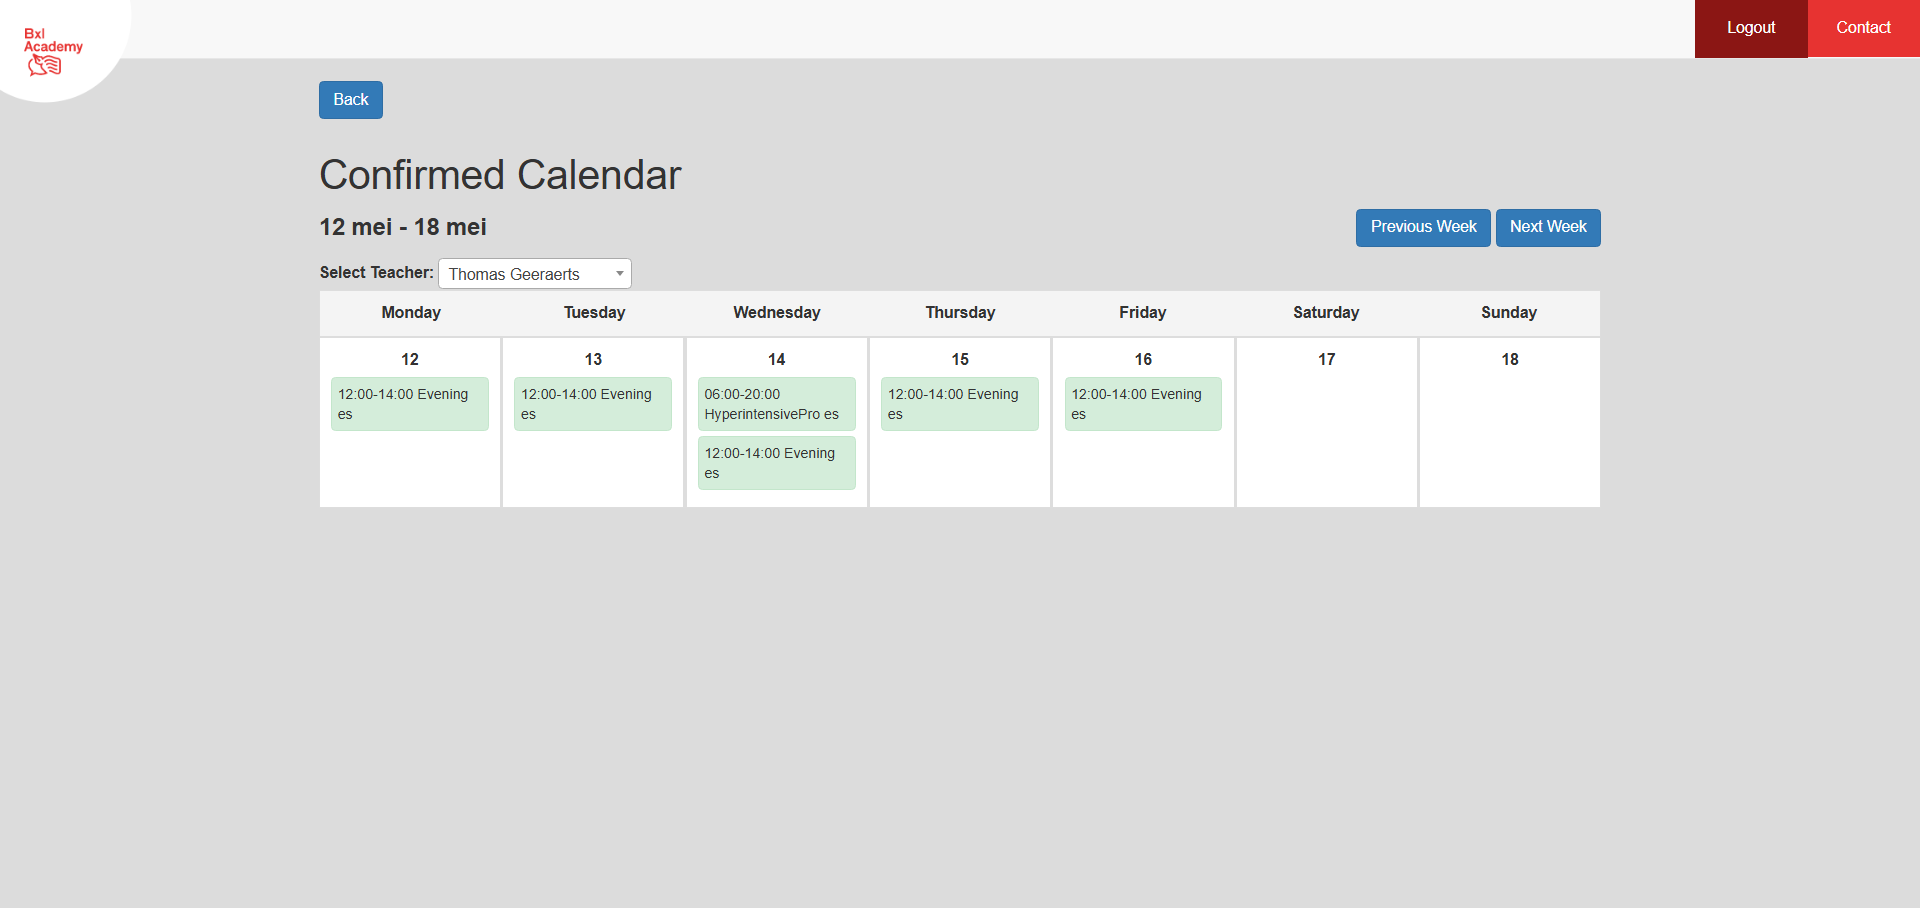 Bxl
Academy
Logout
Contact
Back
Confirmed Calendar
12 mei - 18 mei
Previous Week
Next Week
Select Teacher: Thomas Geeraerts
Monday
Tuesday
Wednesday
Thursday
Friday
Saturday
Sunday
12
12:00-14:00 Evening
es
13
12:00-14:00 Evening
es
14
06:00-20:00
HyperintensivePro es
12:00-14:00 Evening
es
15
12:00-14:00 Evening
es
16
12:00-14:00 Evening
es
17
18